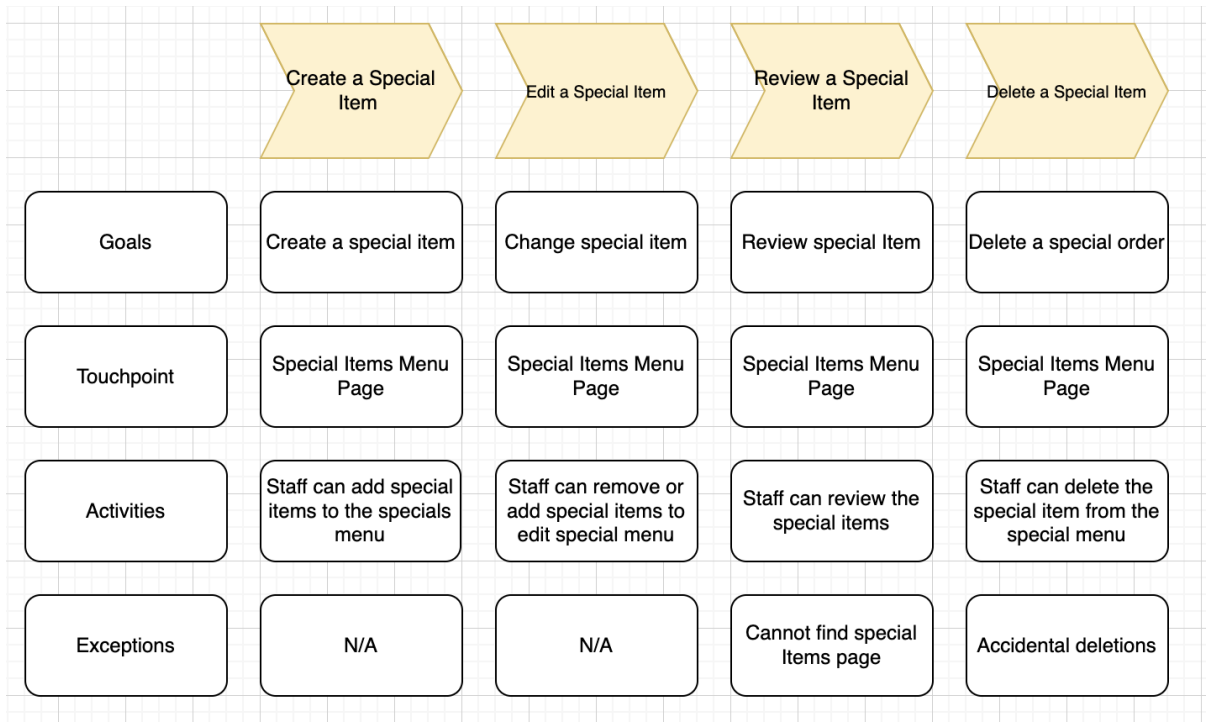 Create a Special
Item
Edit a Special Item
Review a Special
Item
Delete a Special Item
Goals
Create a special item
Change special item
Review special Item
Delete a special order
Touchpoint
Special Items Menu
Page
Special Items Menu
Page
Special Items Menu
Page
Special Items Menu
Page
Activities
Staff can add special
items to the specials
menu
Staff can remove or
add special items to
edit special menu
Staff can review the
special items
Staff can delete the
special item from the
special menu
Exceptions
N/A
N/A
Cannot find special
Items page
Accidental deletions